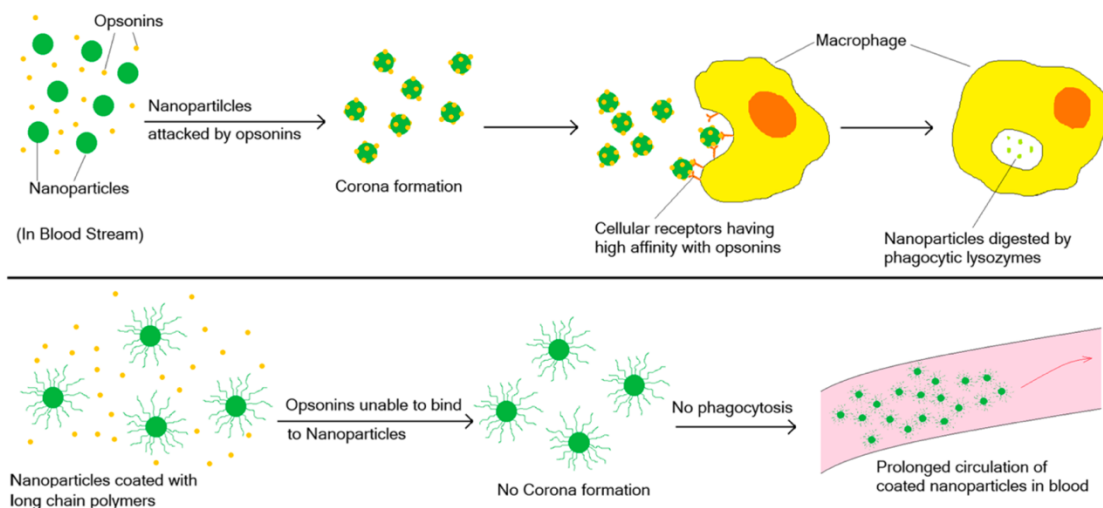 Opsonins
Nanopartilcles
attacked by opsonins
Nanoparticles
(In Blood Stream)
Corona formation
Macrophage
Cellular receptors having
high affinity with opsonins
Nanoparticles digested by
phagocytic lysozymes
Nanoparticles coated with
long chain polymers
Opsonins unable to bind
to Nanoparticles
No Corona formation
No phagocytosis
Prolonged circulation of
coated nanoparticles in blood